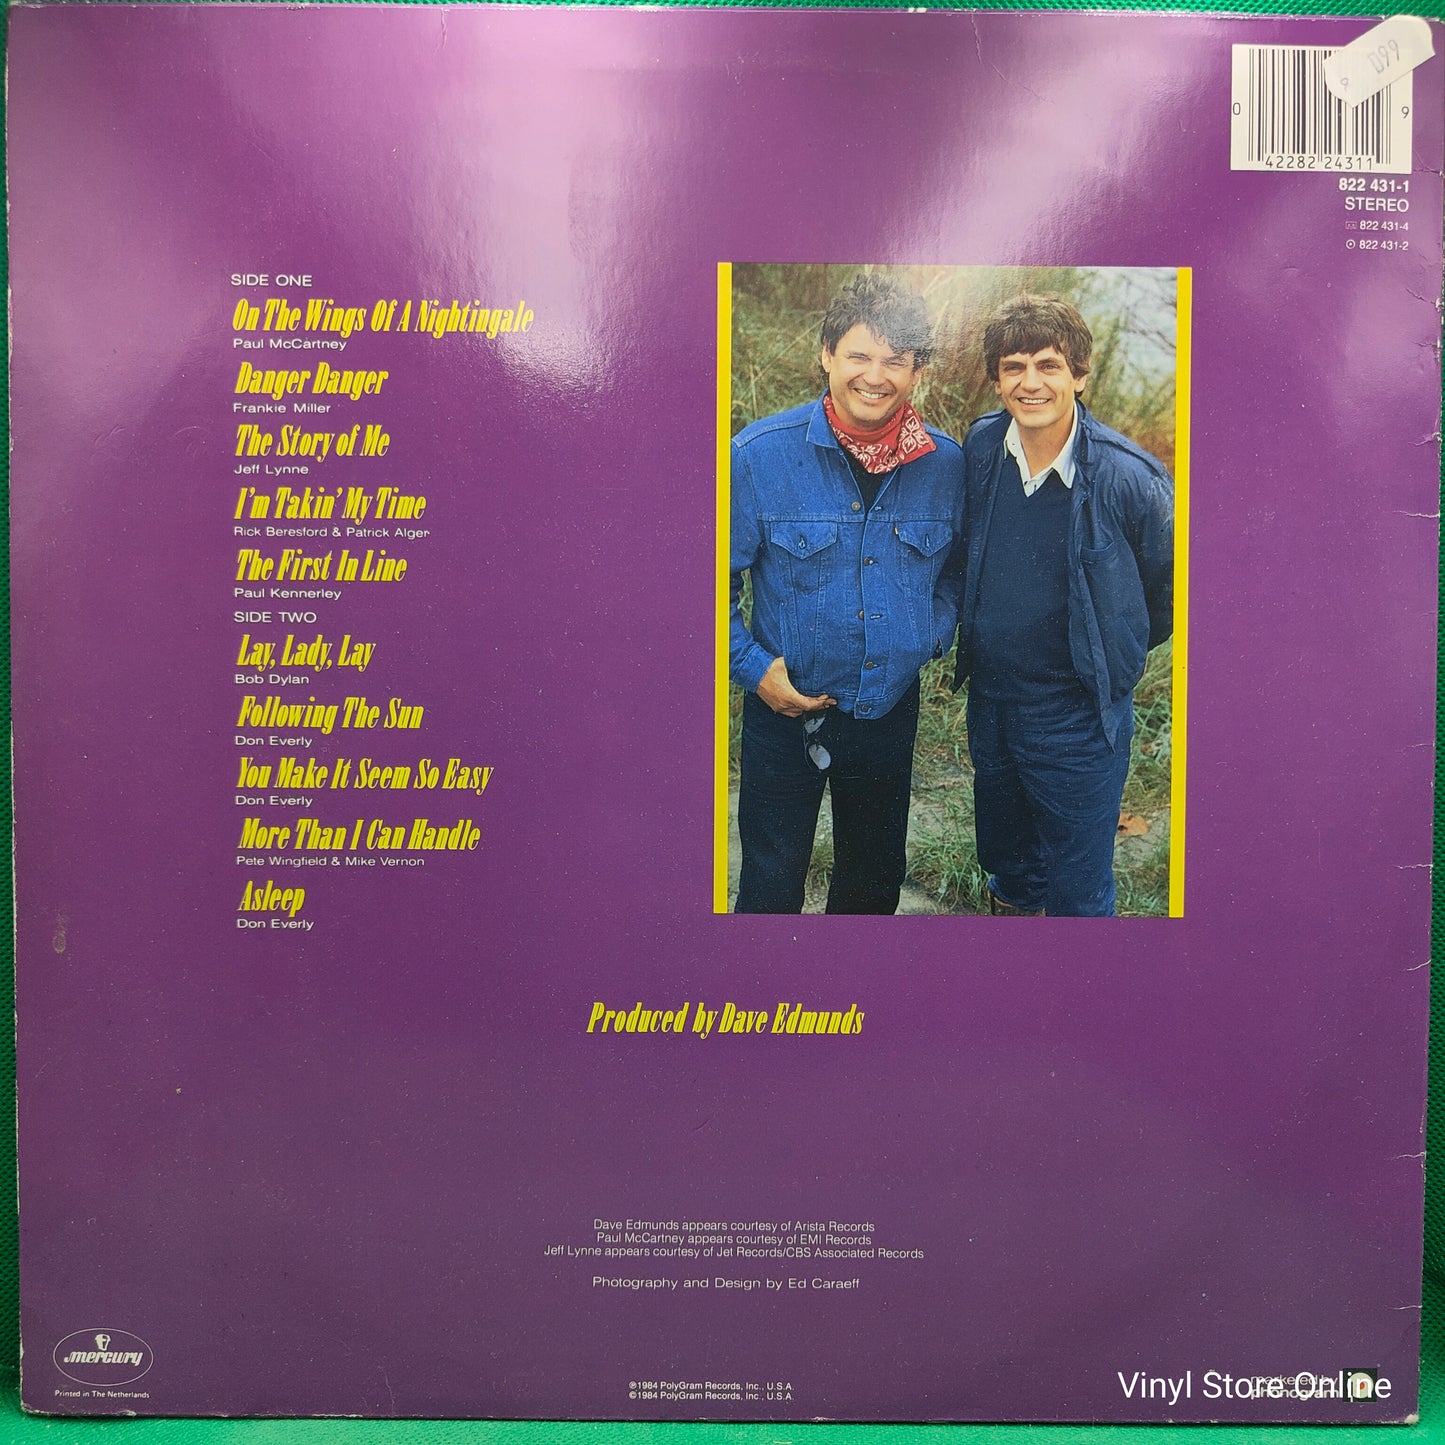 099
9
0
9
42282 24311
822 431-1
STEREO
822 431-4
822 431-2
SIDE ONE
On The Wings Of A Nightingale
Paul McCartney
Danger Danger
Frankie Miller
The Story of Me
Jeff Lynne
I'm Takin' My Time
Rick Beresford & Patrick Alger
The First In Line
Paul Kennerley
SIDE TWO
Lay, Lady, Lay
Bob Dylan
Following The Sun
Don Everly
You Make It Seem So Easy
Don Everly
More Than I Can Handle
Pete Wingfield & Mike Vernon
Asleep
Don Everly
Produced by Dave Edmunds
Dave Edmunds appears courtesy of Arista Records
Paul McCartney appears courtesy of EMI Records
Jeff Lynne appears courtesy of Jet Records/CBS Associated Records
Photography and Design by Ed Caraeff
mercury
Printed in The Netherlands
℗1984 PolyGram Records, Inc., U.S.A.
©1984 PolyGram Records, Inc., U.S.A.
marketed by
phonogram
Vinyl Store Online